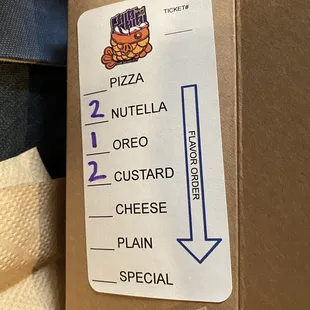 TICKET#
PIZZA
2 NUTELLA
1 OREO
2 CUSTARD
CHEESE
PLAIN
SPECIAL
FLAVOR ORDER